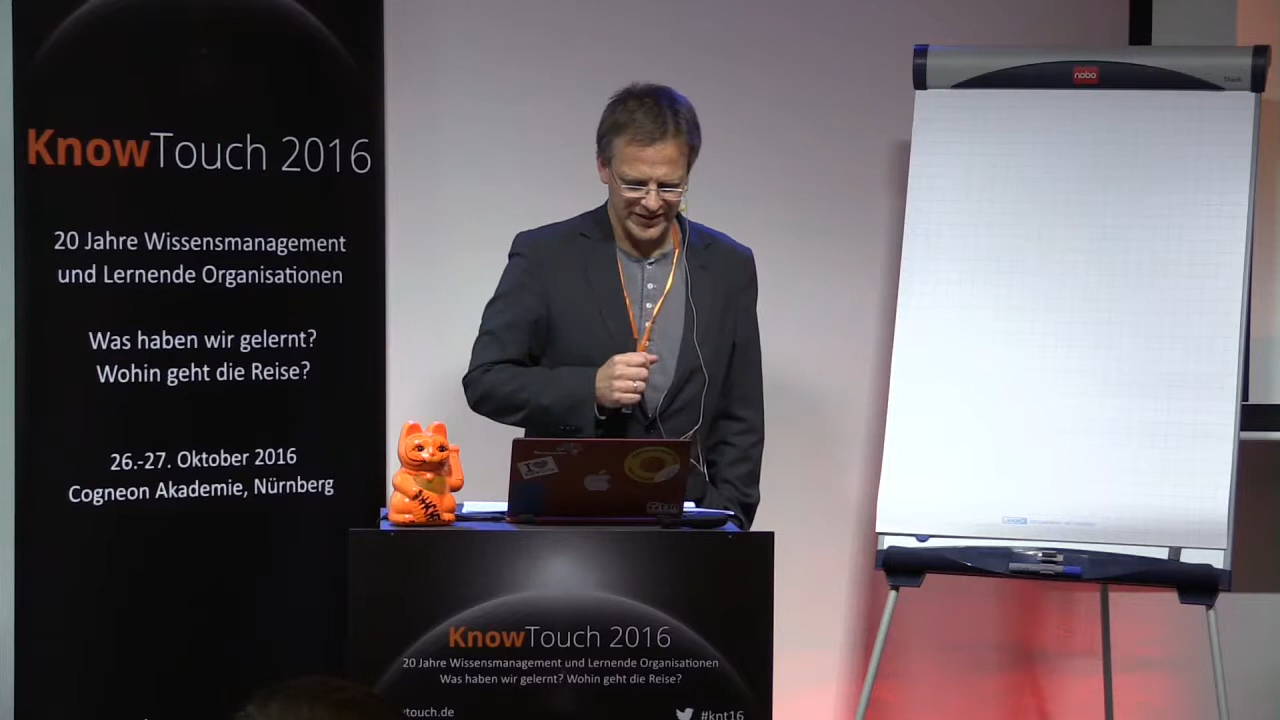 KnowTouch 2016
20 Jahre Wissensmanagement
und Lernende Organisationen
Was haben wir gelernt?
Wohin geht die Reise?
26.-27. Oktober 2016
Cogneon Akademie, Nürnberg
nobo
KnowTouch 2016
20 Jahre Wissensmanagement und Lernende Organisationen
Was haben wir gelernt? Wohin geht die Reise?
touch.de
#knt16